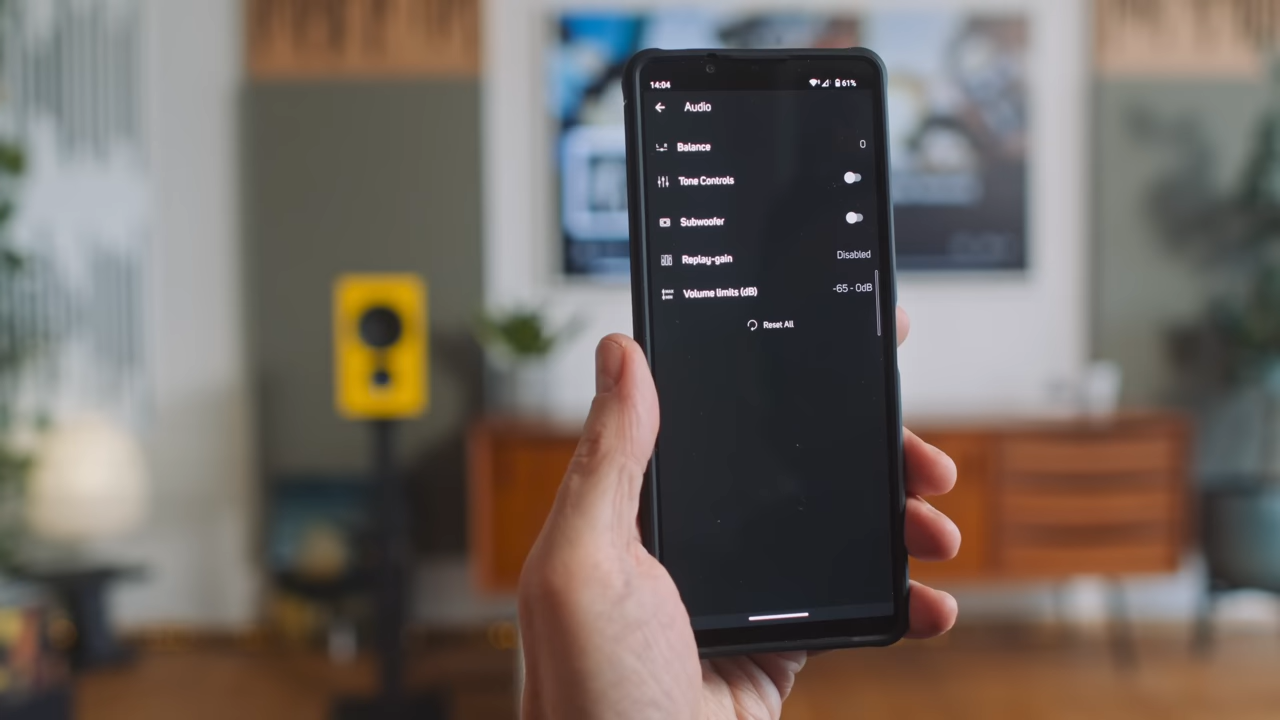 14:04 61%
Audio
Balance 0
Tone Controls
Subwoofer
Replay-gain Disabled
Volume limits (dB) -65 - 0dB
Reset All